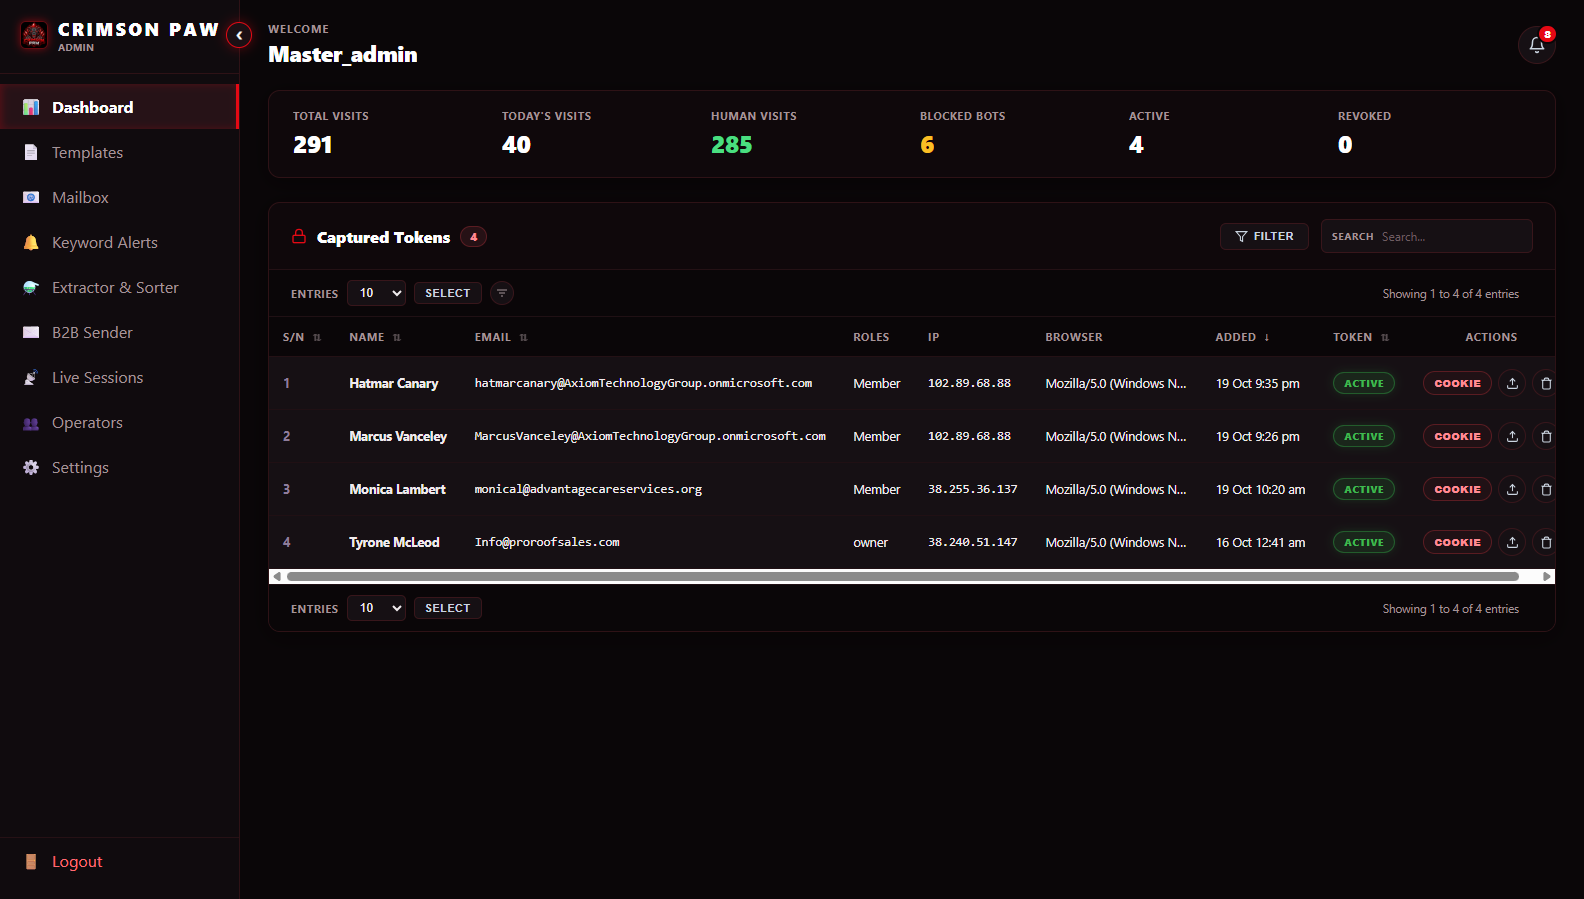 CRIMSON PAW
ADMIN
Dashboard
Templates
Mailbox
Keyword Alerts
Extractor & Sorter
B2B Sender
Live Sessions
Operators
Settings
Logout
WELCOME
Master_admin
8
TOTAL VISITS TODAY'S VISITS HUMAN VISITS BLOCKED BOTS ACTIVE REVOKED
291 40 285 6 4 0
Captured Tokens 4 FILTER SEARCH Search...
ENTRIES 10 SELECT Showing 1 to 4 of 4 entries
S/N NAME EMAIL ROLES IP BROWSER ADDED ↓ TOKEN ACTIONS
1 Hatmar Canary hatmarcanary@AxiomTechnologyGroup.onmicrosoft.com Member 102.89.68.88 Mozilla/5.0 (Windows N... 19 Oct 9:35 pm ACTIVE COOKIE
2 Marcus Vanceley MarcusVanceley@AxiomTechnologyGroup.onmicrosoft.com Member 102.89.68.88 Mozilla/5.0 (Windows N... 19 Oct 9:26 pm ACTIVE COOKIE
3 Monica Lambert monical@advantagecareservices.org Member 38.255.36.137 Mozilla/5.0 (Windows N... 19 Oct 10:20 am ACTIVE COOKIE
4 Tyrone McLeod Info@proroofsales.com owner 38.240.51.147 Mozilla/5.0 (Windows N... 16 Oct 12:41 am ACTIVE COOKIE
ENTRIES 10 SELECT Showing 1 to 4 of 4 entries